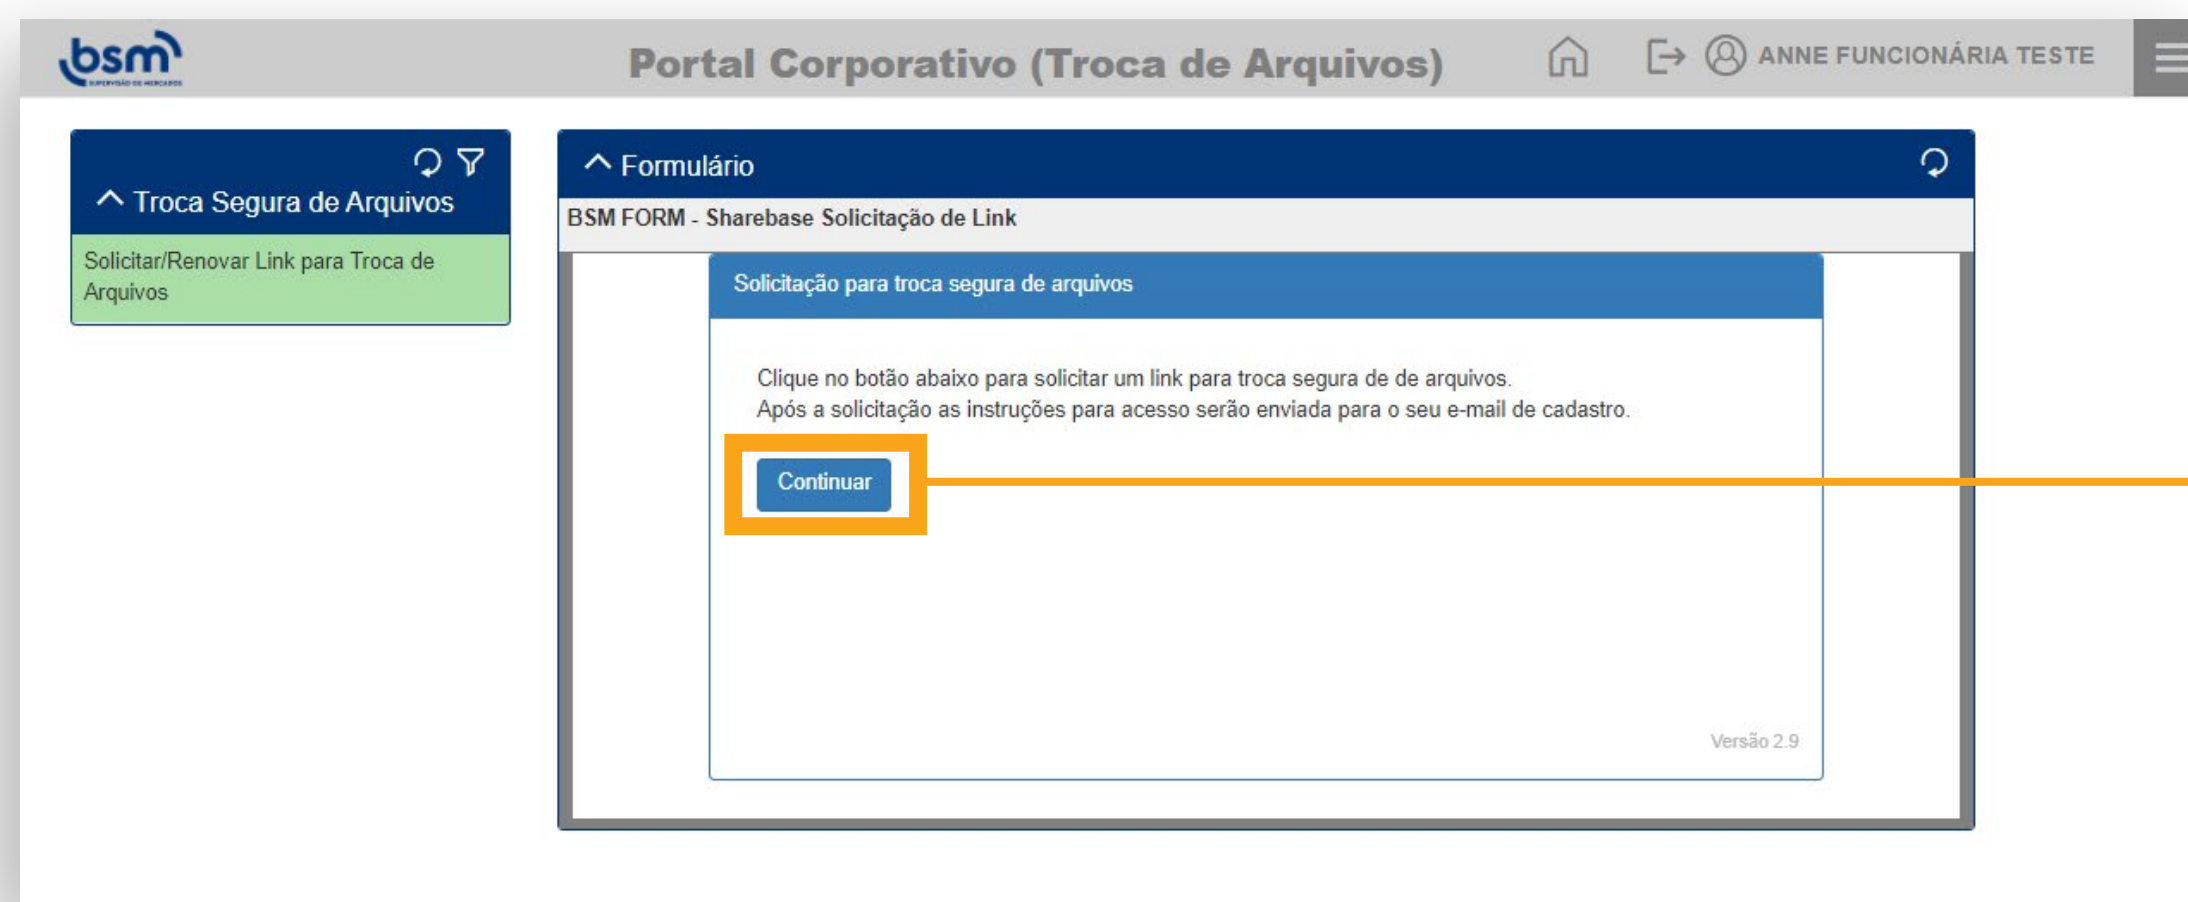 bsm
SUPERVISÃO DE MERCADOS
Portal Corporativo (Troca de Arquivos)
ANNE FUNCIONÁRIA TESTE
Troca Segura de Arquivos
Solicitar/Renovar Link para Troca de
Arquivos
Formulário
BSM FORM - Sharebase Solicitação de Link
Solicitação para troca segura de arquivos
Clique no botão abaixo para solicitar um link para troca segura de de arquivos.
Após a solicitação as instruções para acesso serão enviada para o seu e-mail de cadastro.
Continuar
Versão 2.9